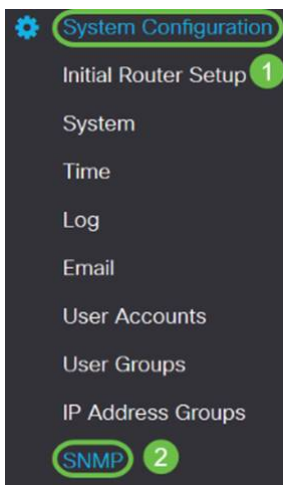 System Configuration
Initial Router Setup 1
System
Time
Log
Email
User Accounts
User Groups
IP Address Groups
SNMP 2